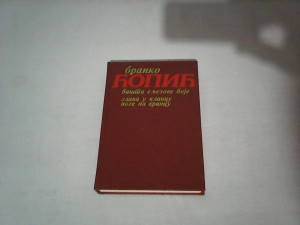 бранко
ЋОПИЋ
башта сљезове боје
глава у кланцу
ноге на вранцу